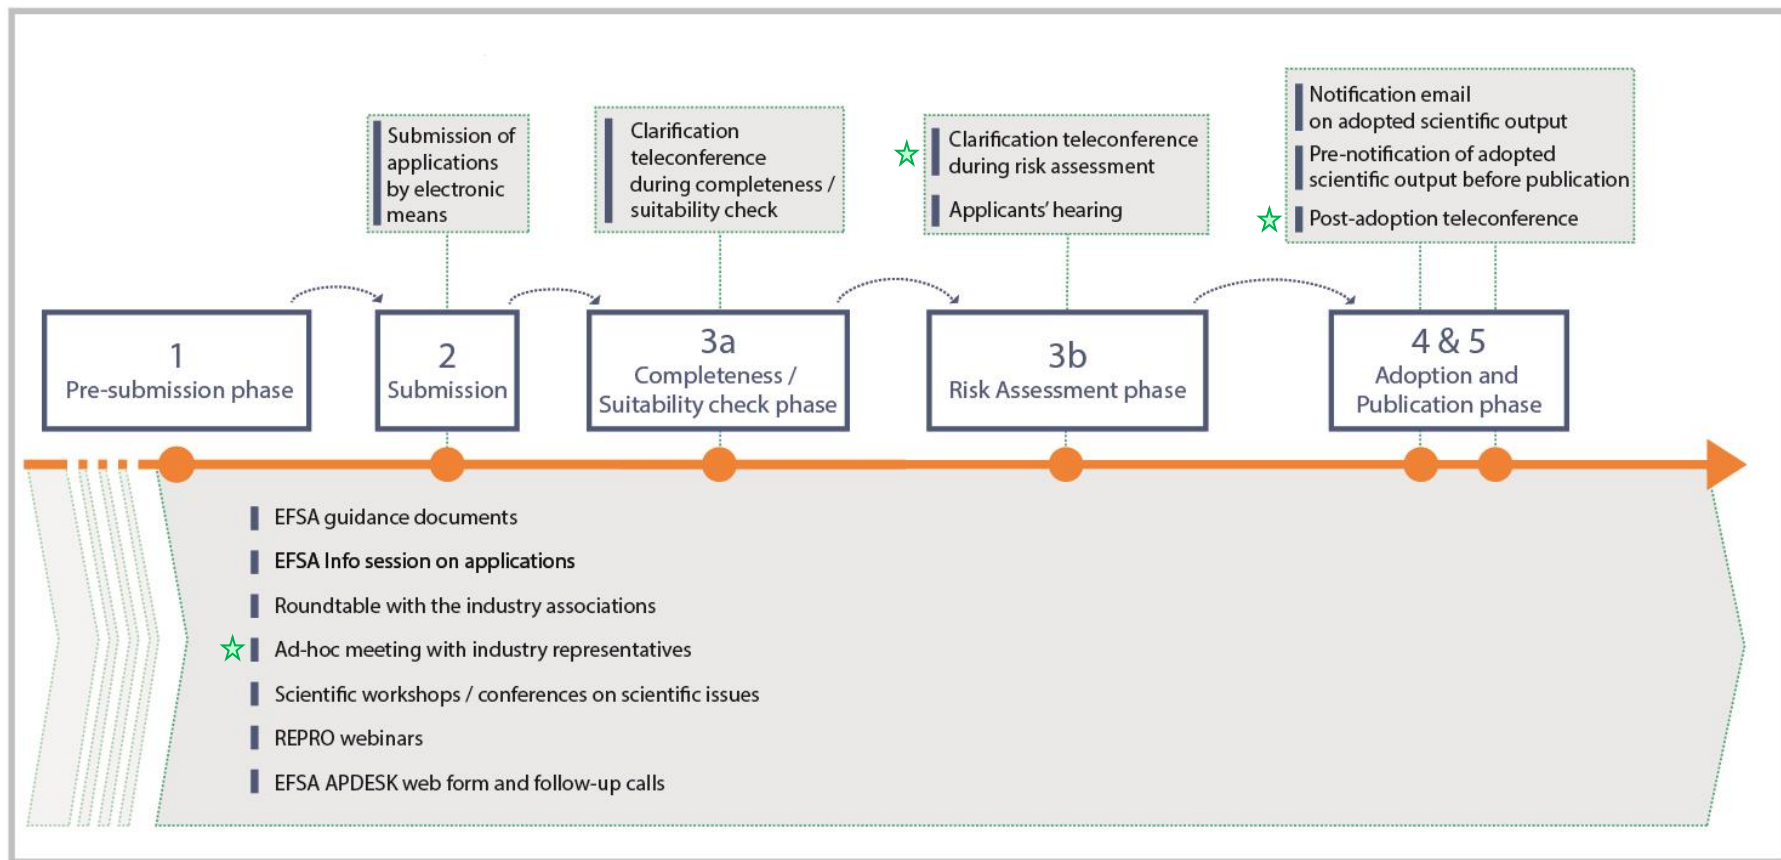 Submission of
applications
by electronic
means
Clarification
teleconference
during completeness /
suitability check
Clarification teleconference
during risk assessment
Applicants' hearing
Notification email
on adopted scientific output
Pre-notification of adopted
scientific output before publication
Post-adoption teleconference
1
Pre-submission phase
2
Submission
3a
Completeness /
Suitability check phase
3b
Risk Assessment phase
4 & 5
Adoption and
Publication phase
EFSA guidance documents
EFSA Info session on applications
Roundtable with the industry associations
Ad-hoc meeting with industry representatives
Scientific workshops / conferences on scientific issues
REPRO webinars
EFSA APDESK web form and follow-up calls